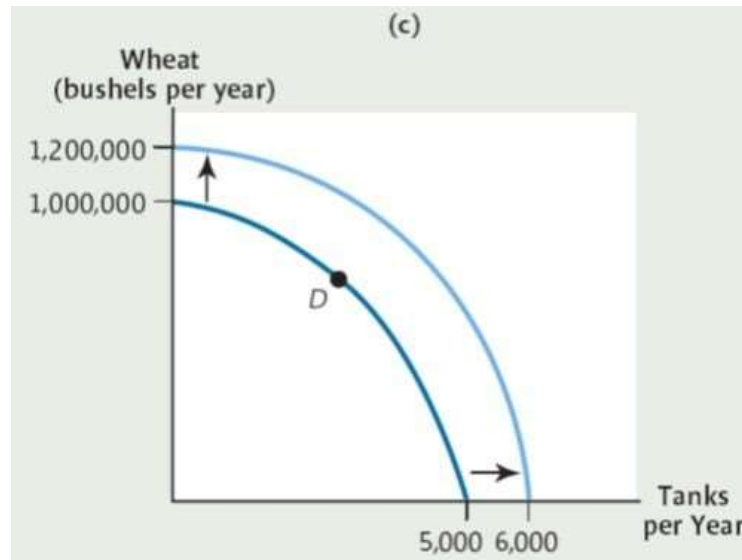 (c)
Wheat
(bushels per year)
1,200,000
1,000,000
D
5,000 6,000
Tanks
per Year